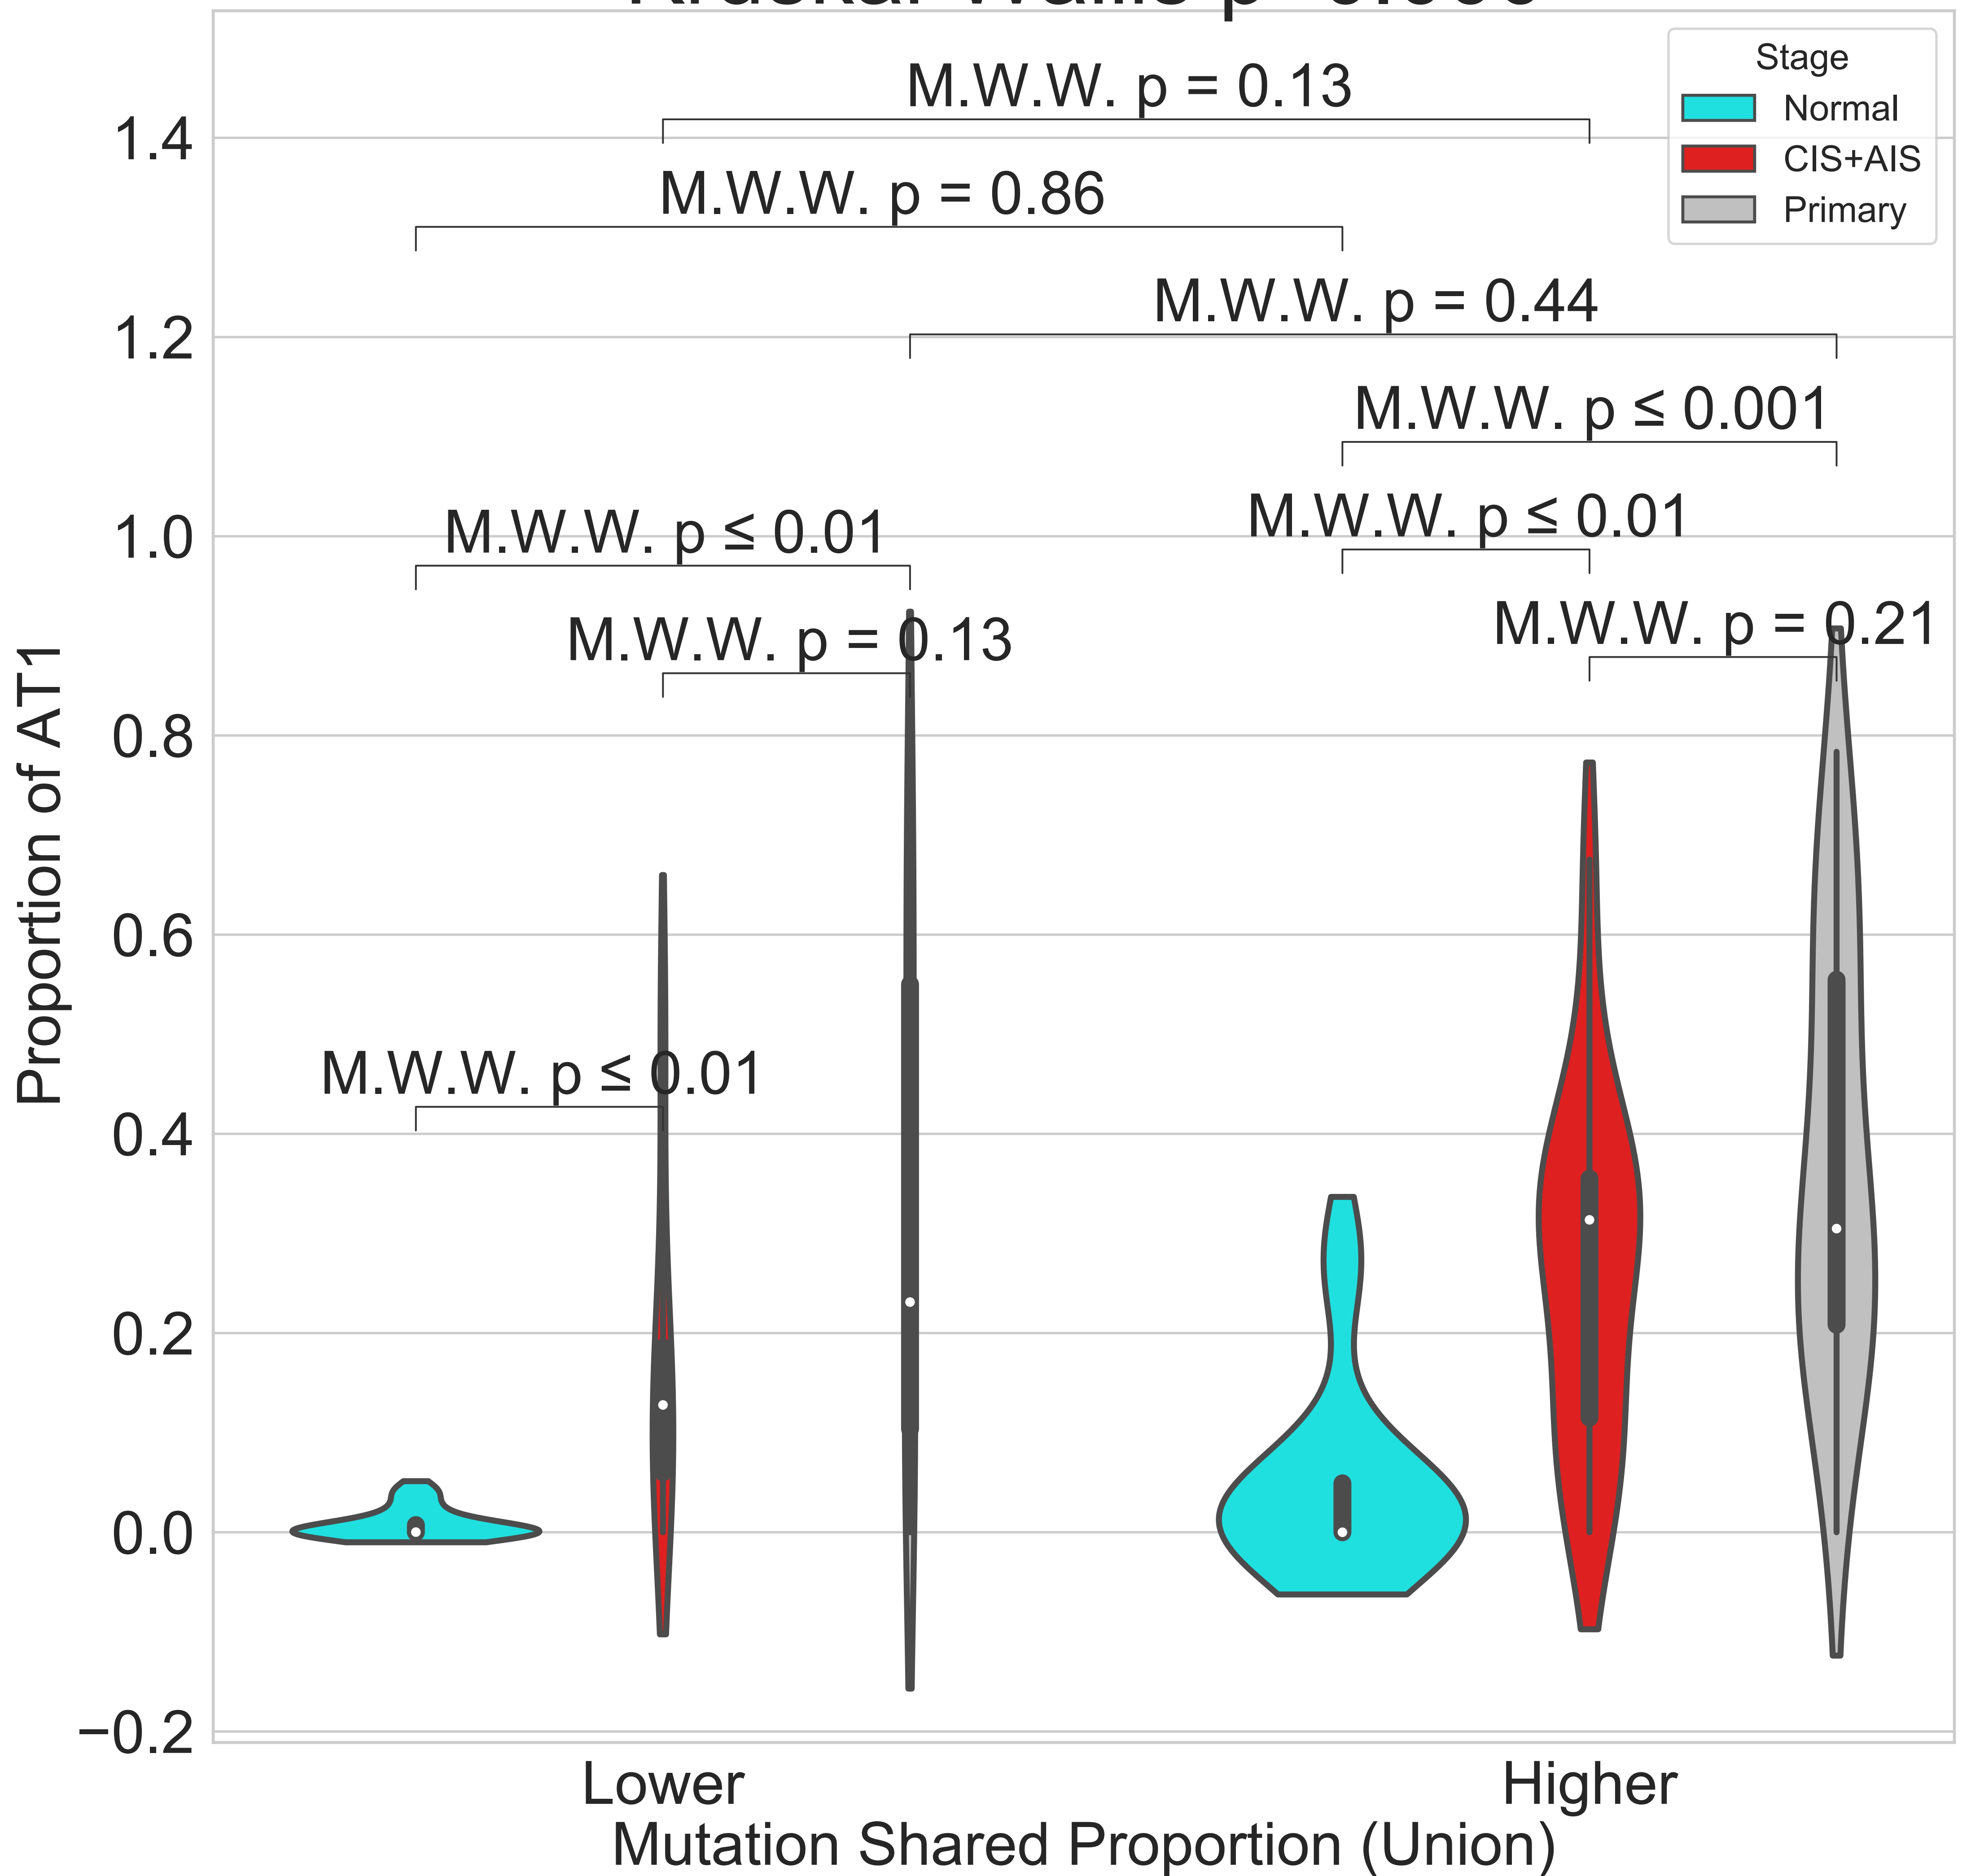 Stage
Normal
CIS+AIS
Primary
M.W.W. p = 0.13
M.W.W. p = 0.86
M.W.W. p = 0.44
M.W.W. p ≤ 0.001
M.W.W. p ≤ 0.01
M.W.W. p ≤ 0.01
M.W.W. p = 0.13
M.W.W. p = 0.21
M.W.W. p ≤ 0.01
1.4
1.2
1.0
0.8
0.6
0.4
0.2
0.0
−0.2
Proportion of AT1
Lower
Higher
Mutation Shared Proportion (Union)